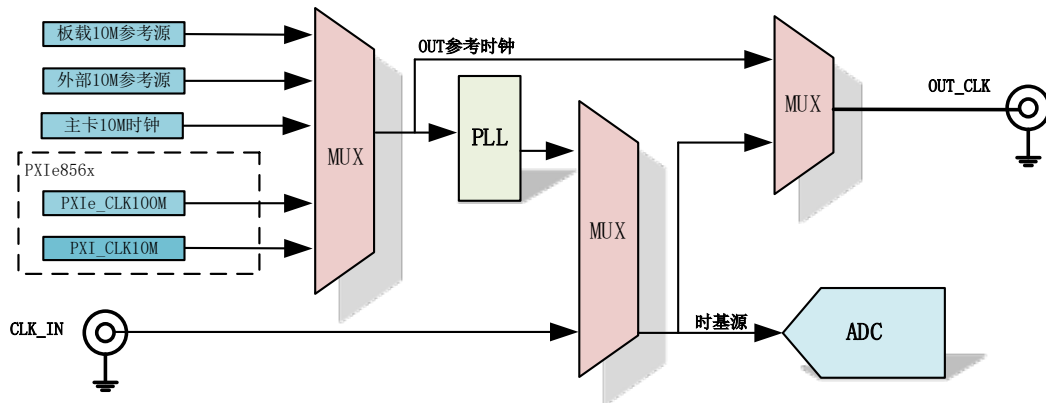 板载10M参考源
外部10M参考源
主卡10M时钟
PXIe856x
PXIe_CLK100M
PXI_CLK10M
MUX
OUT参考时钟
PLL
MUX
MUX
OUT_CLK
CLK_IN
时基源
ADC